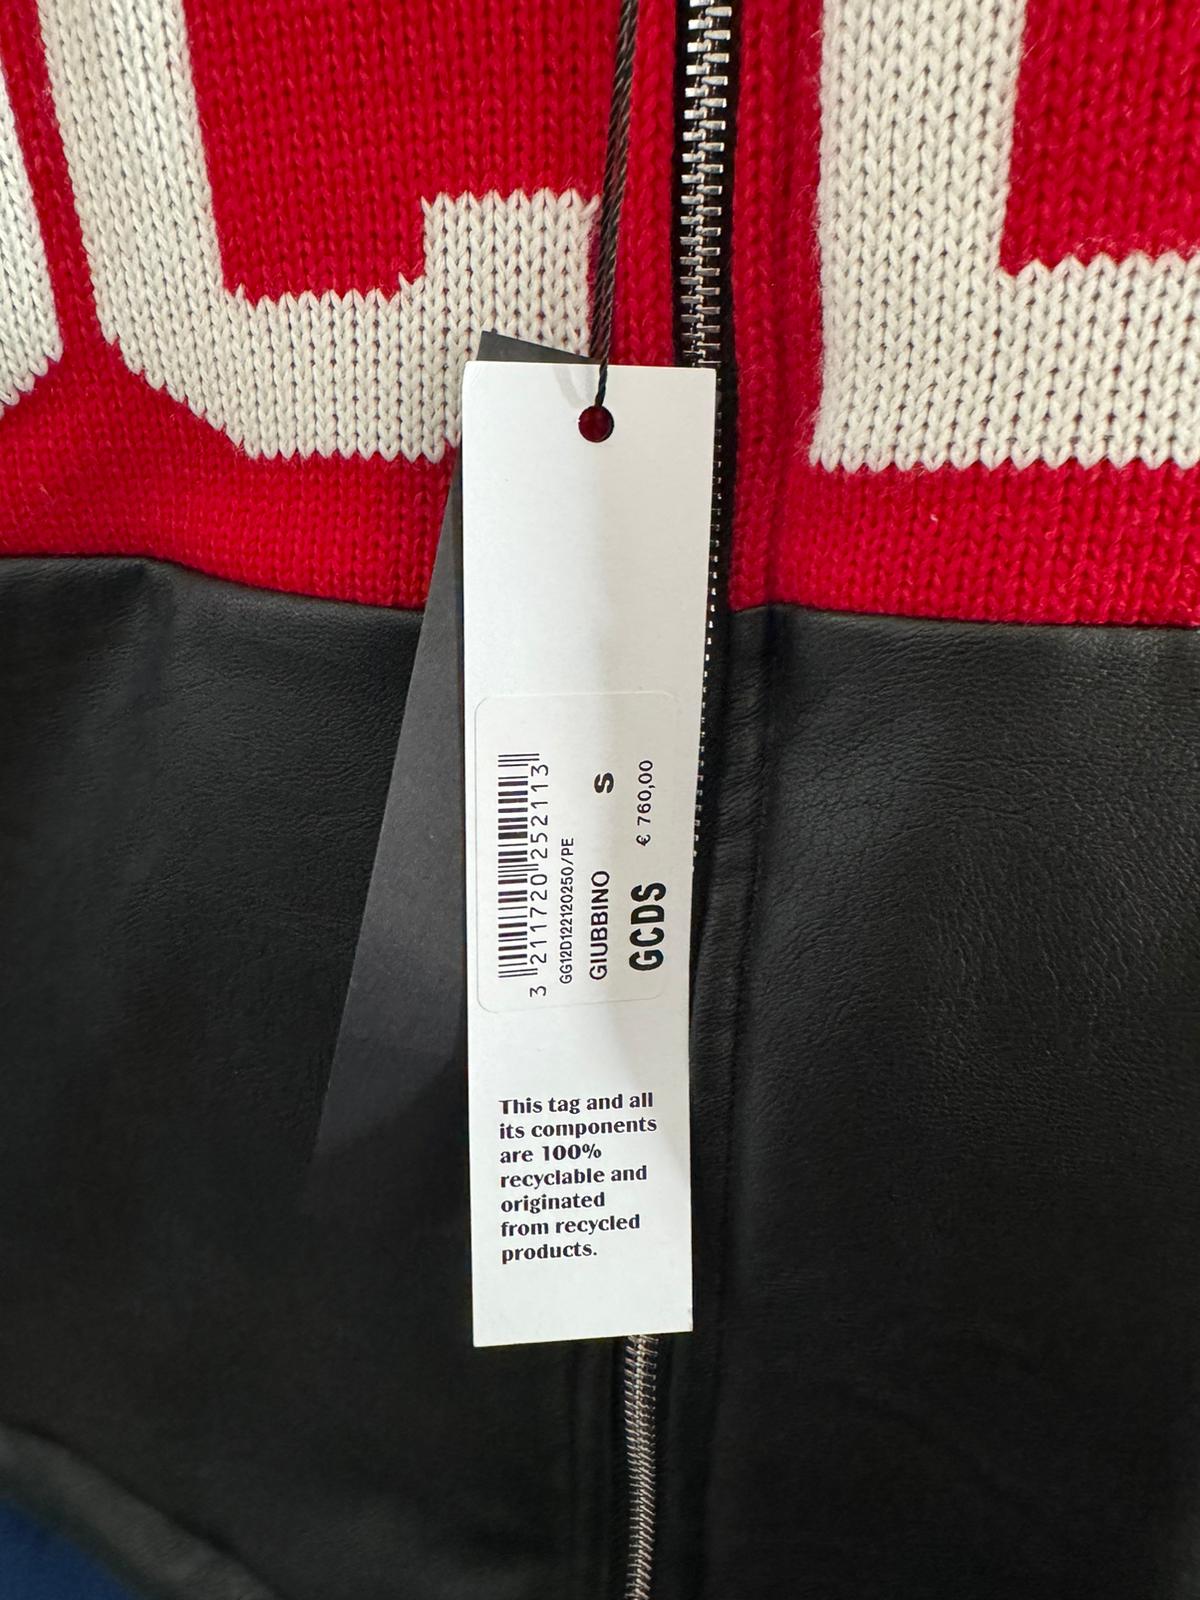 GC
3 211720 252113
GG12D122120250/PE
GIUBBINO S
GCDS € 760,00
This tag and all
its components
are 100%
recyclable and
originated
from recycled
products.